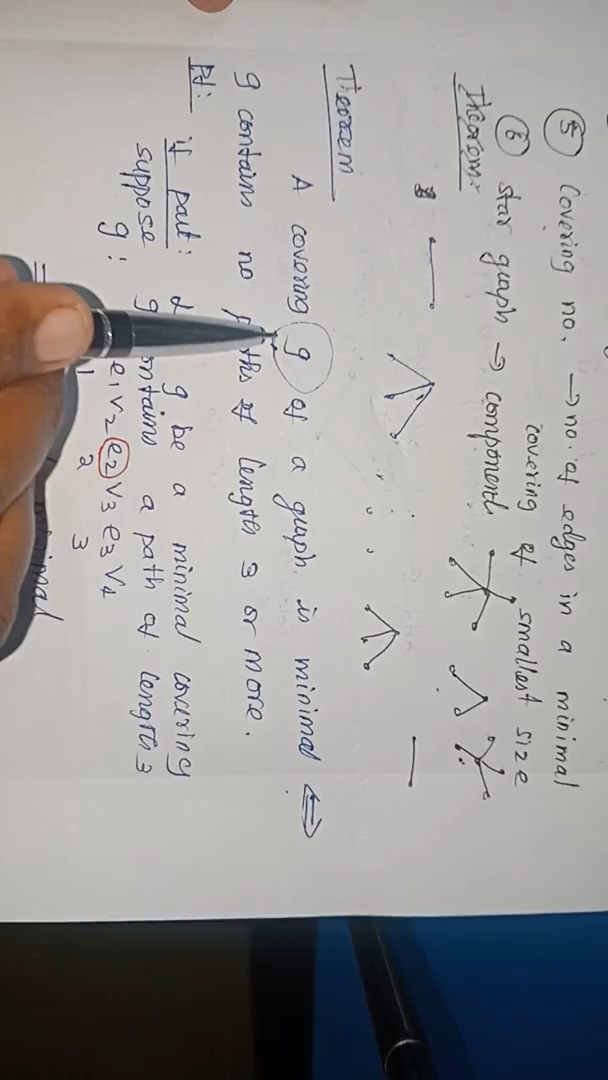 ⑤ Covering no. → no. of edges in a minimal
covering of smallest size
⑥ star graph → components
Theorem:
Theorem
A covering g of a graph is minimal ⇔
g contains no paths of length 3 or more.
Pf: if part: g be a minimal covering
suppose g contains a path of length 3
g: e1 v2 e2 v3 e3 v4
1 2 3
minimal